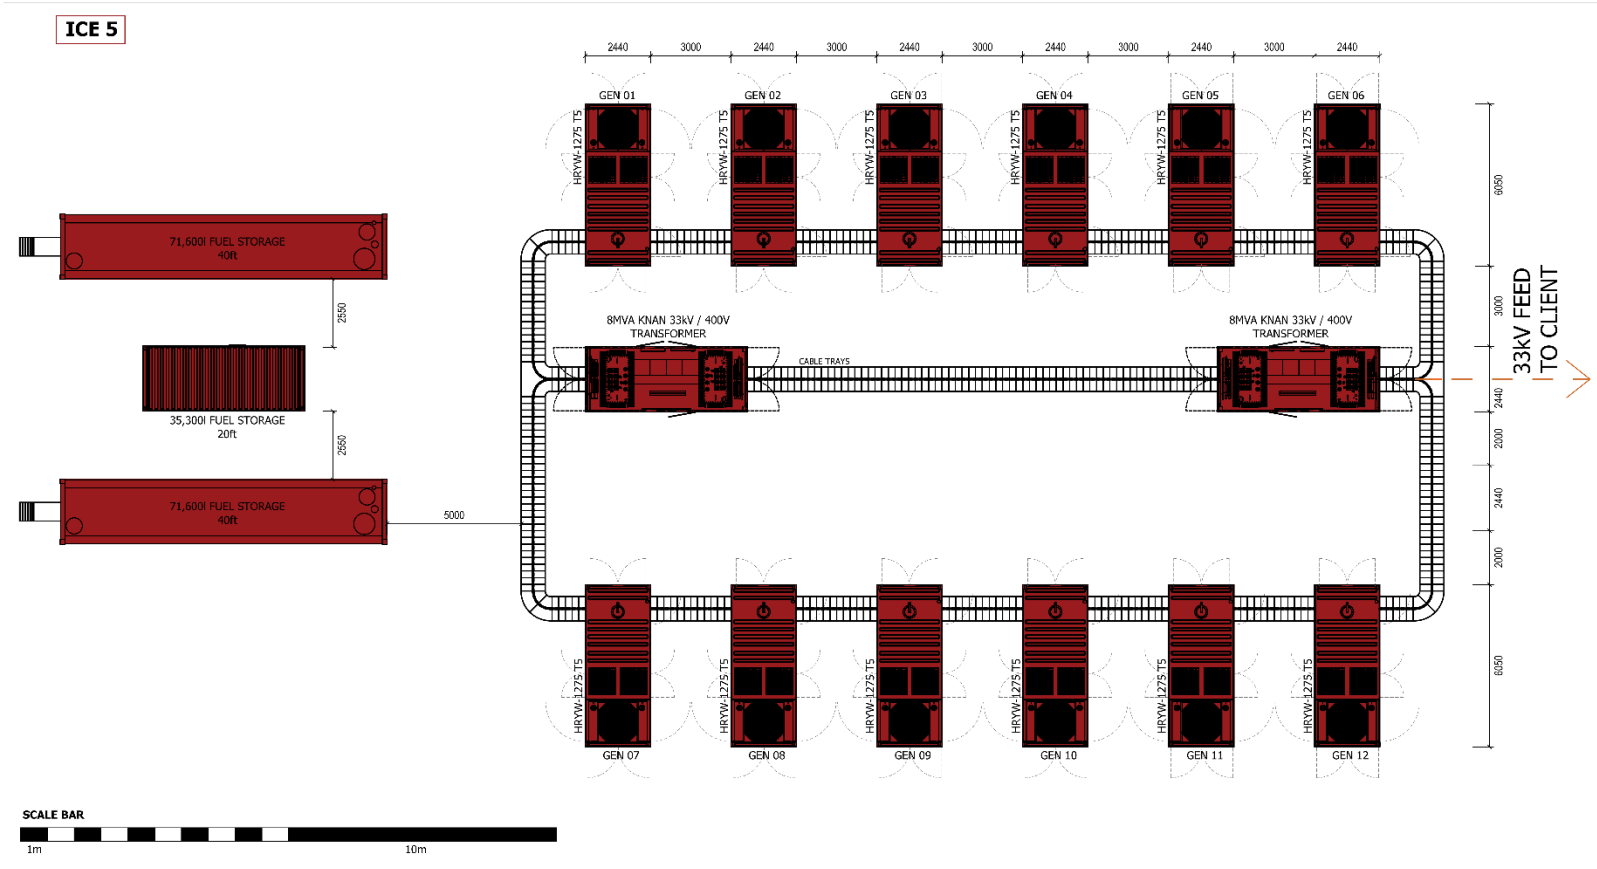 ICE 5
2440 3000 2440 3000 2440 3000 2440 3000 2440 3000 2440
GEN 01 GEN 02 GEN 03 GEN 04 GEN 05 GEN 06
HRYW-1275 T5 HRYW-1275 T5 HRYW-1275 T5 HRYW-1275 T5 HRYW-1275 T5 HRYW-1275 T5
6050
71,600l FUEL STORAGE
40ft
2550
3000
8MVA KNAN 33kV / 400V
TRANSFORMER
8MVA KNAN 33kV / 400V
TRANSFORMER
33kV FEED
TO CLIENT
CABLE TRAYS
2440
35,300l FUEL STORAGE
20ft
2550
2000
71,600l FUEL STORAGE
40ft
5000
2440
2000
HRYW-1275 T5 HRYW-1275 T5 HRYW-1275 T5 HRYW-1275 T5 HRYW-1275 T5 HRYW-1275 T5
6050
GEN 07 GEN 08 GEN 09 GEN 10 GEN 11 GEN 12
SCALE BAR
1m 10m